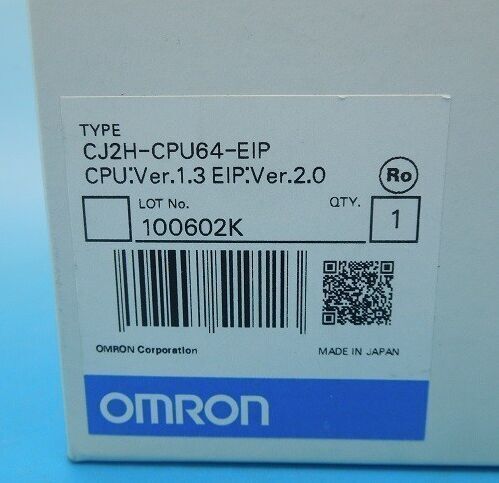 TYPE
CJ2H-CPU64-EIP
CPU:Ver.1.3 EIP:Ver.2.0
Ro
LOT No.
QTY.
100602K
1
OMRON Corporation
MADE IN JAPAN
OMRON